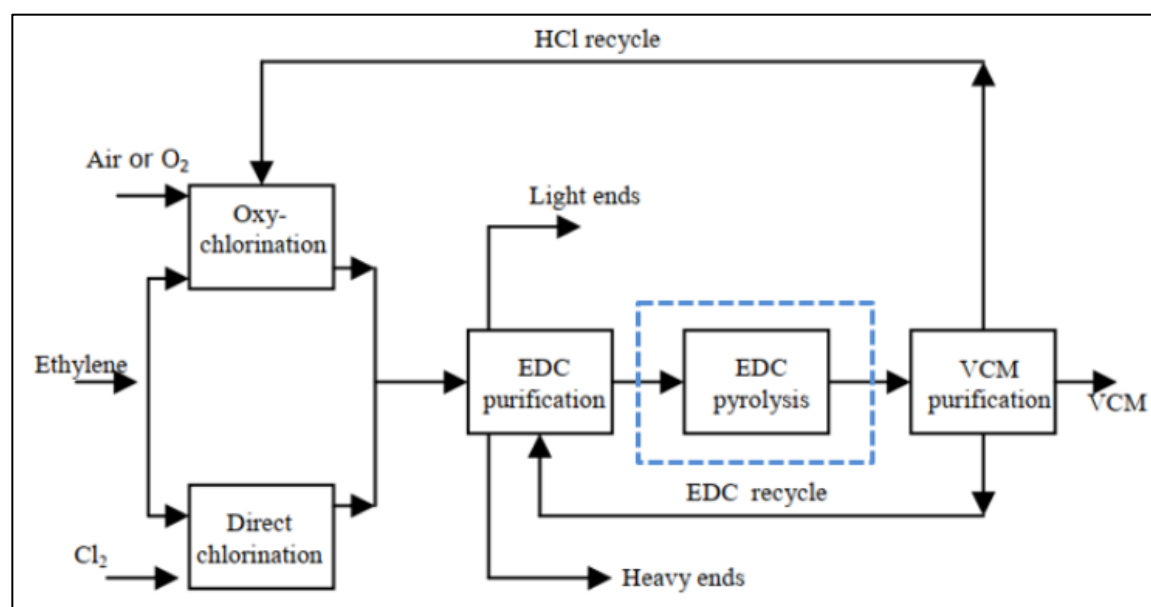 HCl recycle
Air or O₂
Oxy-
chlorination
Light ends
Ethylene
EDC
purification
EDC
pyrolysis
VCM
purification
VCM
EDC recycle
Direct
chlorination
Cl₂
Heavy ends